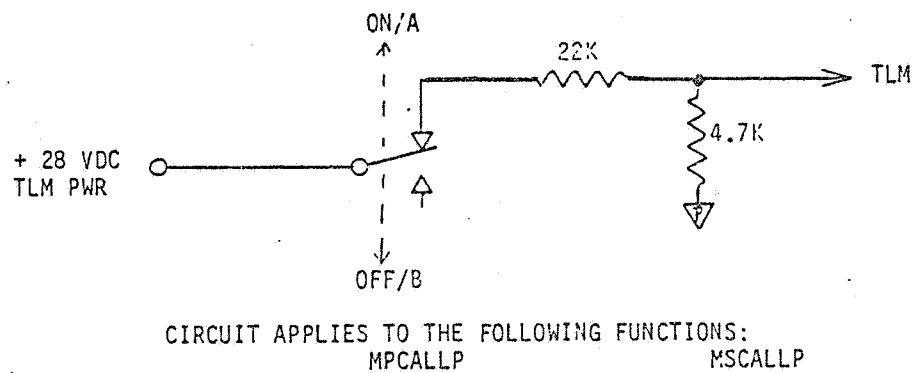 ON/A
22K
TLM
4.7K
+ 28 VDC
TLM PWR
P
OFF/B
CIRCUIT APPLIES TO THE FOLLOWING FUNCTIONS:
MPCALLP MSCALLP